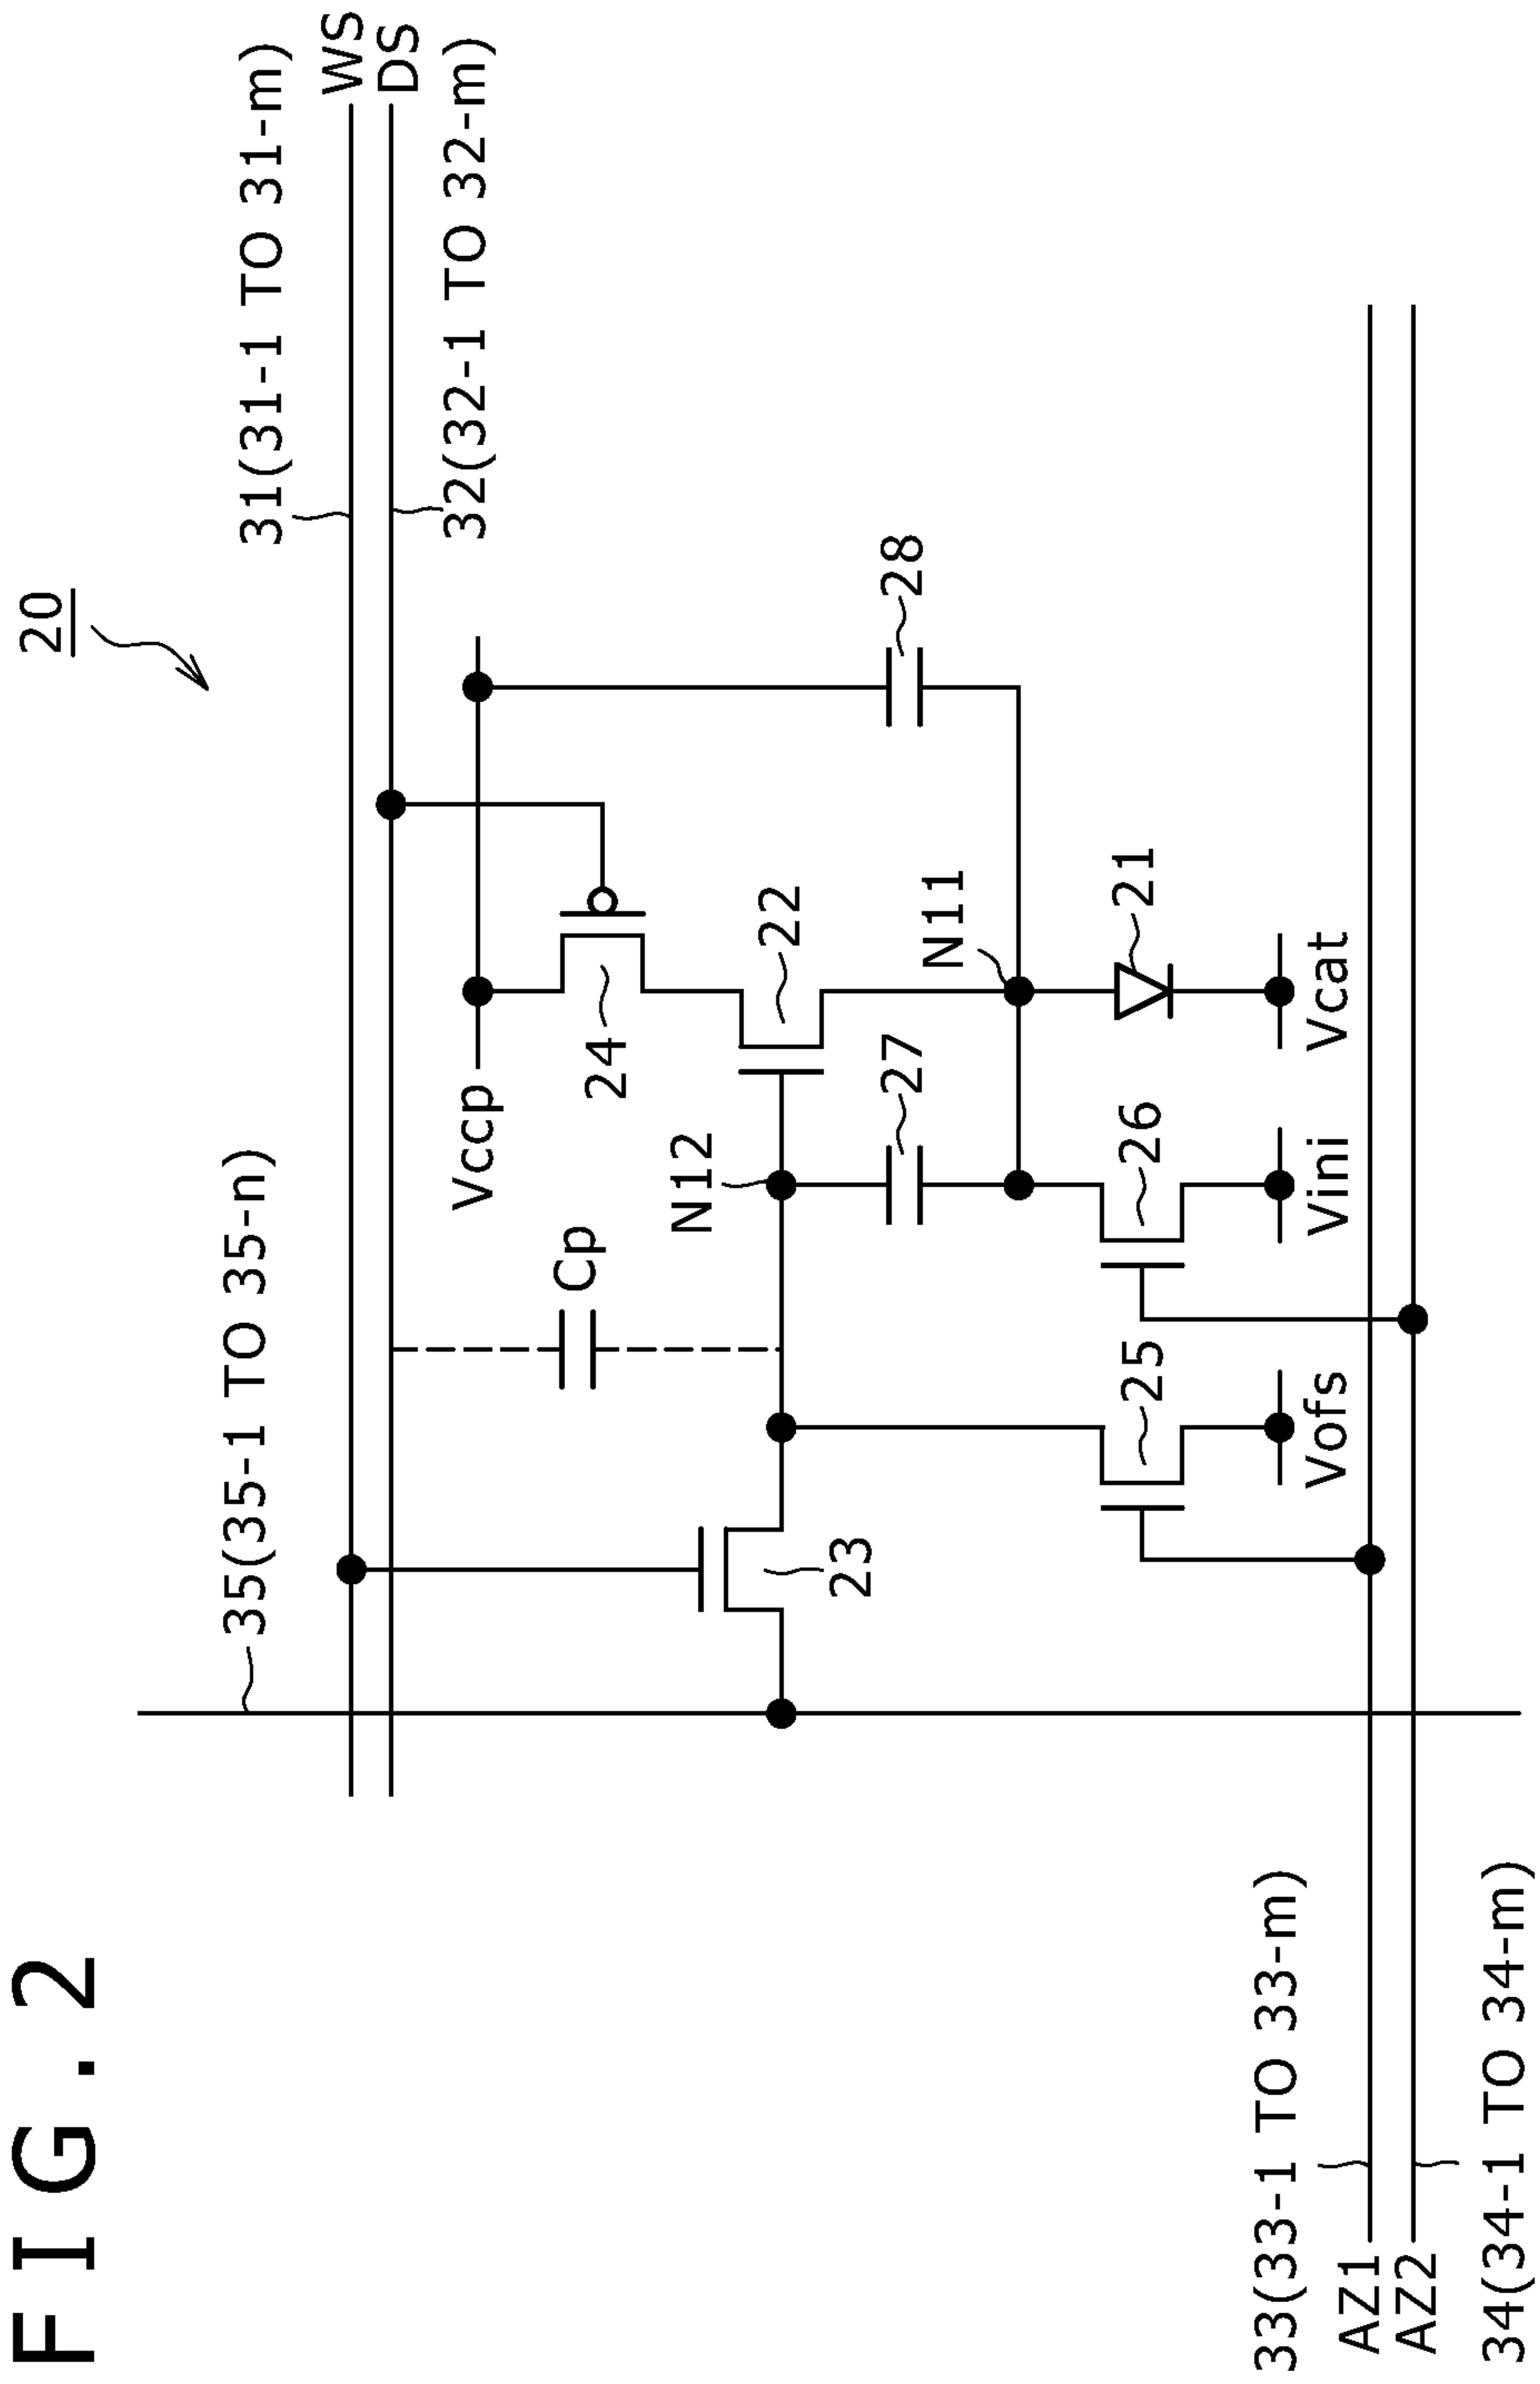 FIG.2
20
35(35-1 TO 35-n)
31(31-1 TO 31-m)
WS
DS
32(32-1 TO 32-m)
Vccp
Cp
24
N12
22
23
27
28
N11
25
26
21
Vofs
Vini
Vcat
33(33-1 TO 33-m)
AZ1
AZ2
34(34-1 TO 34-m)